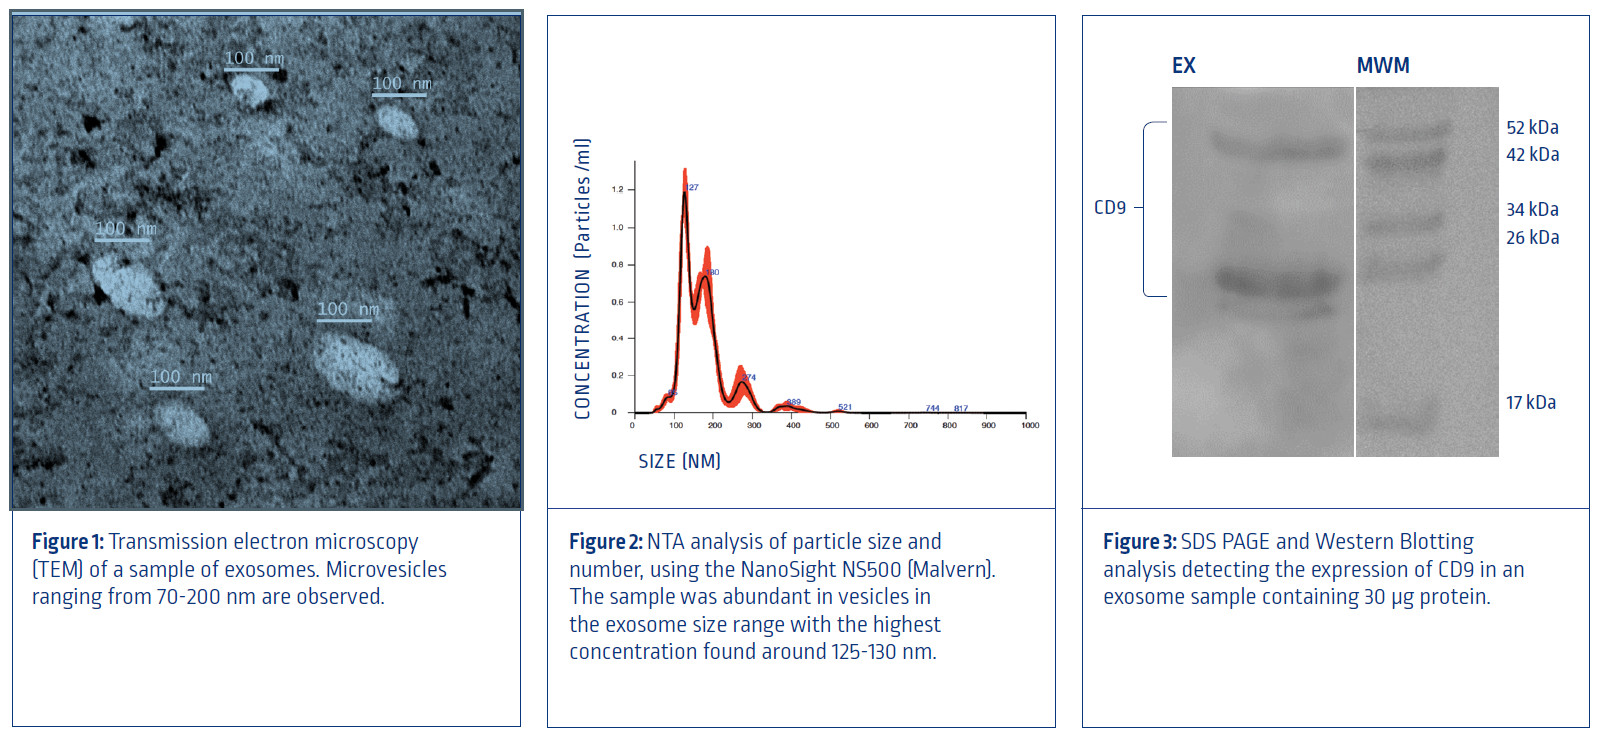 100 nm
100 nm
100 nm
100 nm
100 nm
Figure 1: Transmission electron microscopy
(TEM) of a sample of exosomes. Microvesicles
ranging from 70-200 nm are observed.
CONCENTRATION (Particles /ml)
1.2
1.0
0.8
0.6
0.4
0.2
0
127
180
274
389
521
744
817
0
100
200
300
400
500
600
700
800
900
1000
SIZE (NM)
Figure 2: NTA analysis of particle size and
number, using the NanoSight NS500 (Malvern).
The sample was abundant in vesicles in
the exosome size range with the highest
concentration found around 125-130 nm.
EX
MWM
CD9
52 kDa
42 kDa
34 kDa
26 kDa
17 kDa
Figure 3: SDS PAGE and Western Blotting
analysis detecting the expression of CD9 in an
exosome sample containing 30 µg protein.